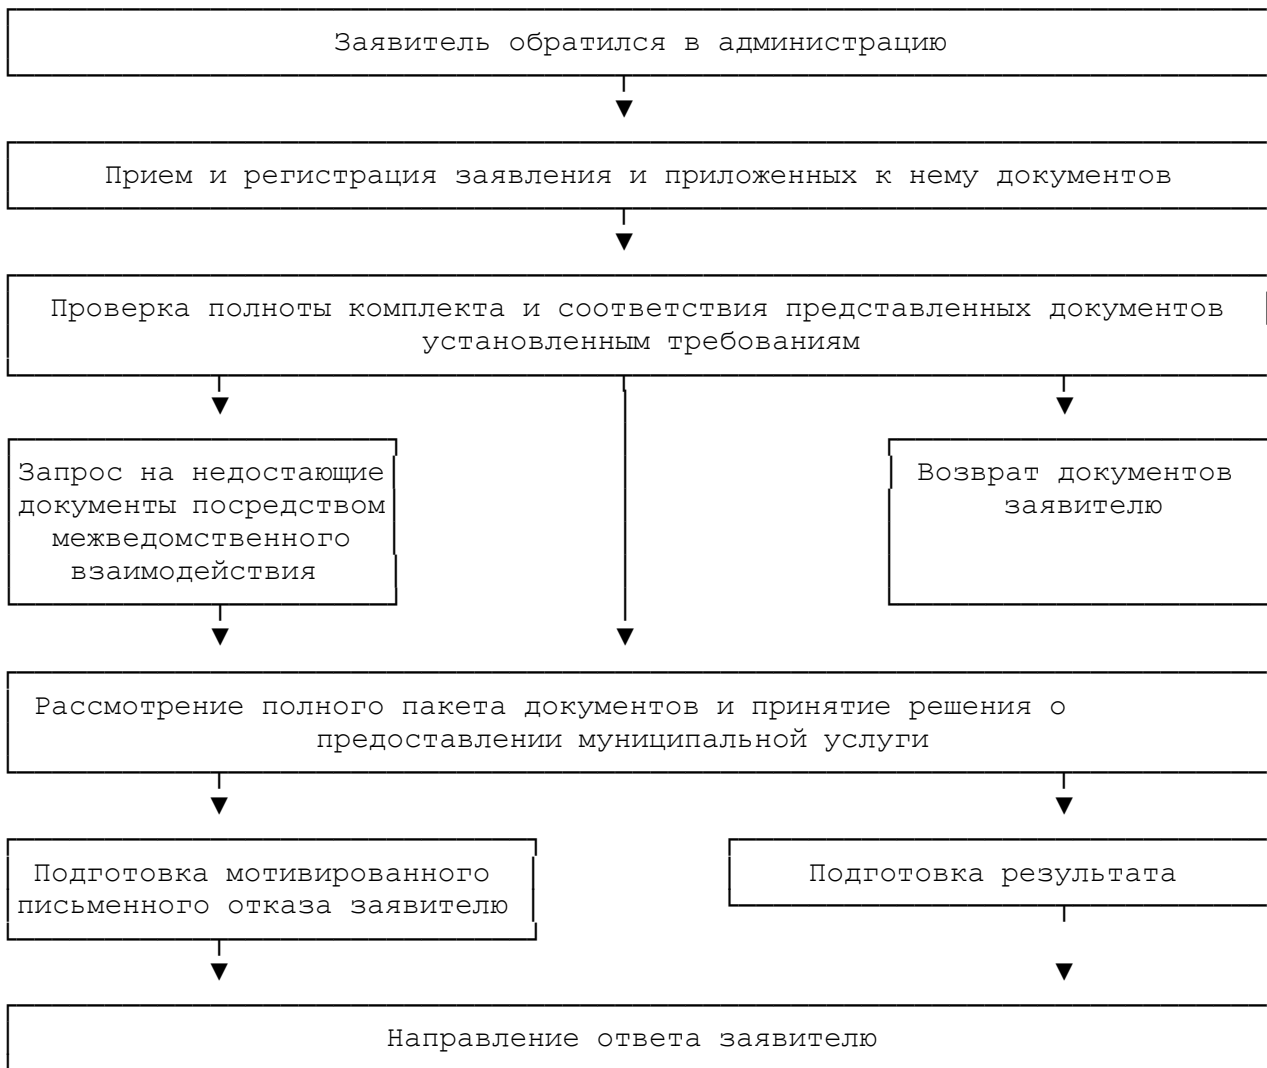 Заявитель обратился в администрацию
Прием и регистрация заявления и приложенных к нему документов
Проверка полноты комплекта и соответствия представленных документов
установленным требованиям
Запрос на недостающие
документы посредством
межведомственного
взаимодействия
Возврат документов
заявителю
Рассмотрение полного пакета документов и принятие решения о
предоставлении муниципальной услуги
Подготовка мотивированного
письменного отказа заявителю
Подготовка результата
Направление ответа заявителю